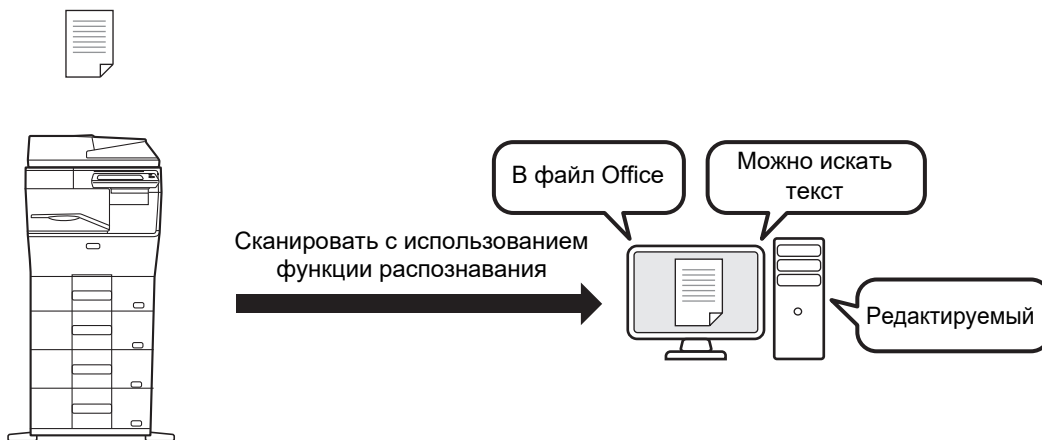 В файл Office
Можно искать
текст
Сканировать с использованием
функции распознавания
Редактируемый